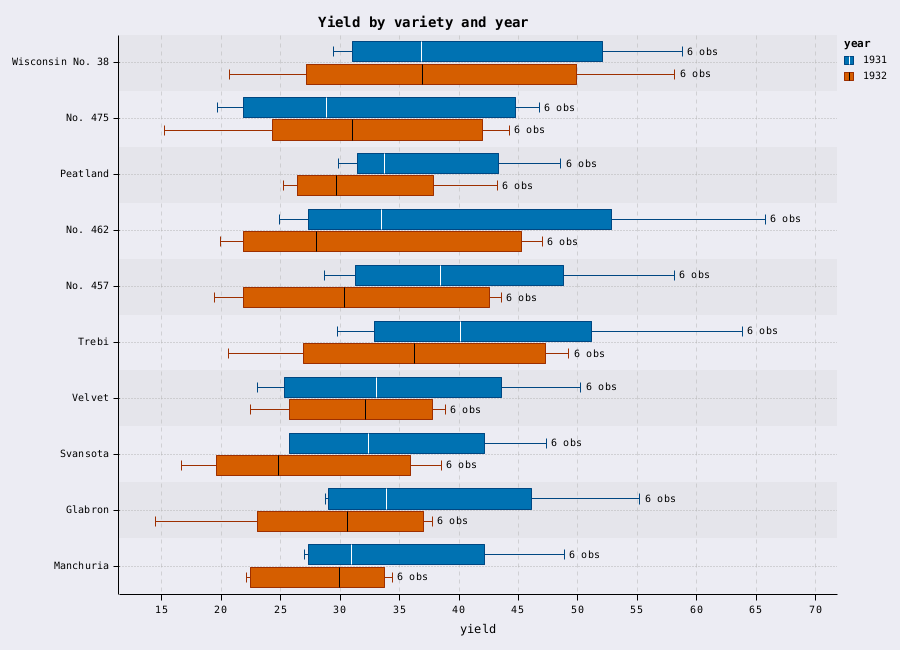 Yield by variety and year
year
1931
1932
Wisconsin No. 38
6 obs
6 obs
No. 475
6 obs
6 obs
Peatland
6 obs
6 obs
No. 462
6 obs
6 obs
No. 457
6 obs
6 obs
Trebi
6 obs
6 obs
Velvet
6 obs
6 obs
Svansota
6 obs
6 obs
Glabron
6 obs
6 obs
Manchuria
6 obs
6 obs
15 20 25 30 35 40 45 50 55 60 65 70
yield